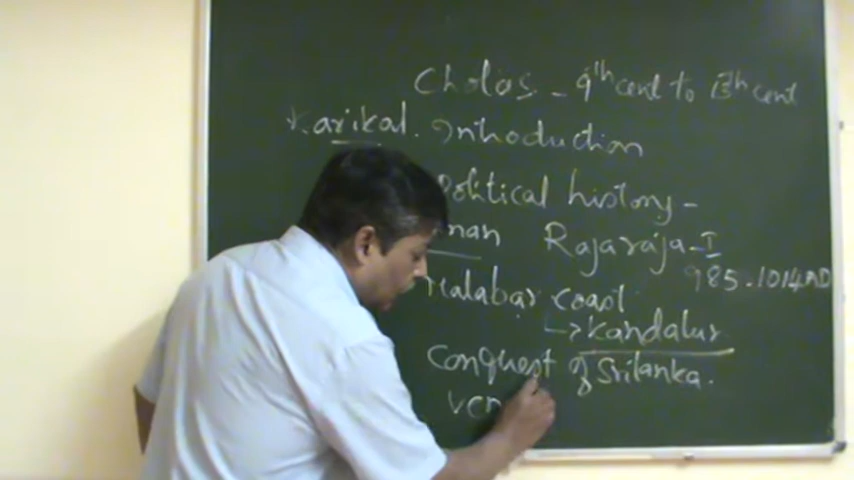 Cholas - 9th cent to 13th cent
Karikal. Introduction
Political history -
nan Rajaraja-I
985-1014AD
Malabar coast
→ Kandalur
Conquest of Srilanka.
ven